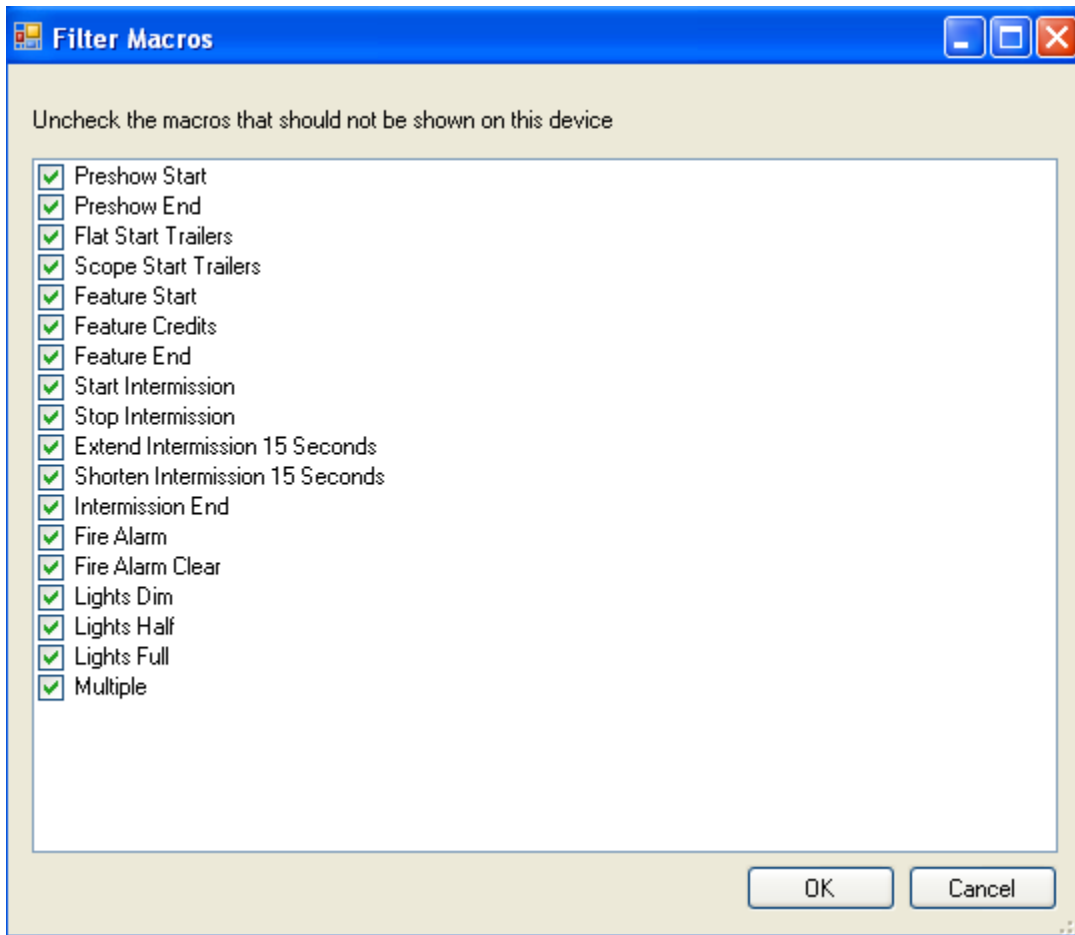 Filter Macros
Uncheck the macros that should not be shown on this device
Preshow Start
Preshow End
Flat Start Trailers
Scope Start Trailers
Feature Start
Feature Credits
Feature End
Start Intermission
Stop Intermission
Extend Intermission 15 Seconds
Shorten Intermission 15 Seconds
Intermission End
Fire Alarm
Fire Alarm Clear
Lights Dim
Lights Half
Lights Full
Multiple
OK Cancel